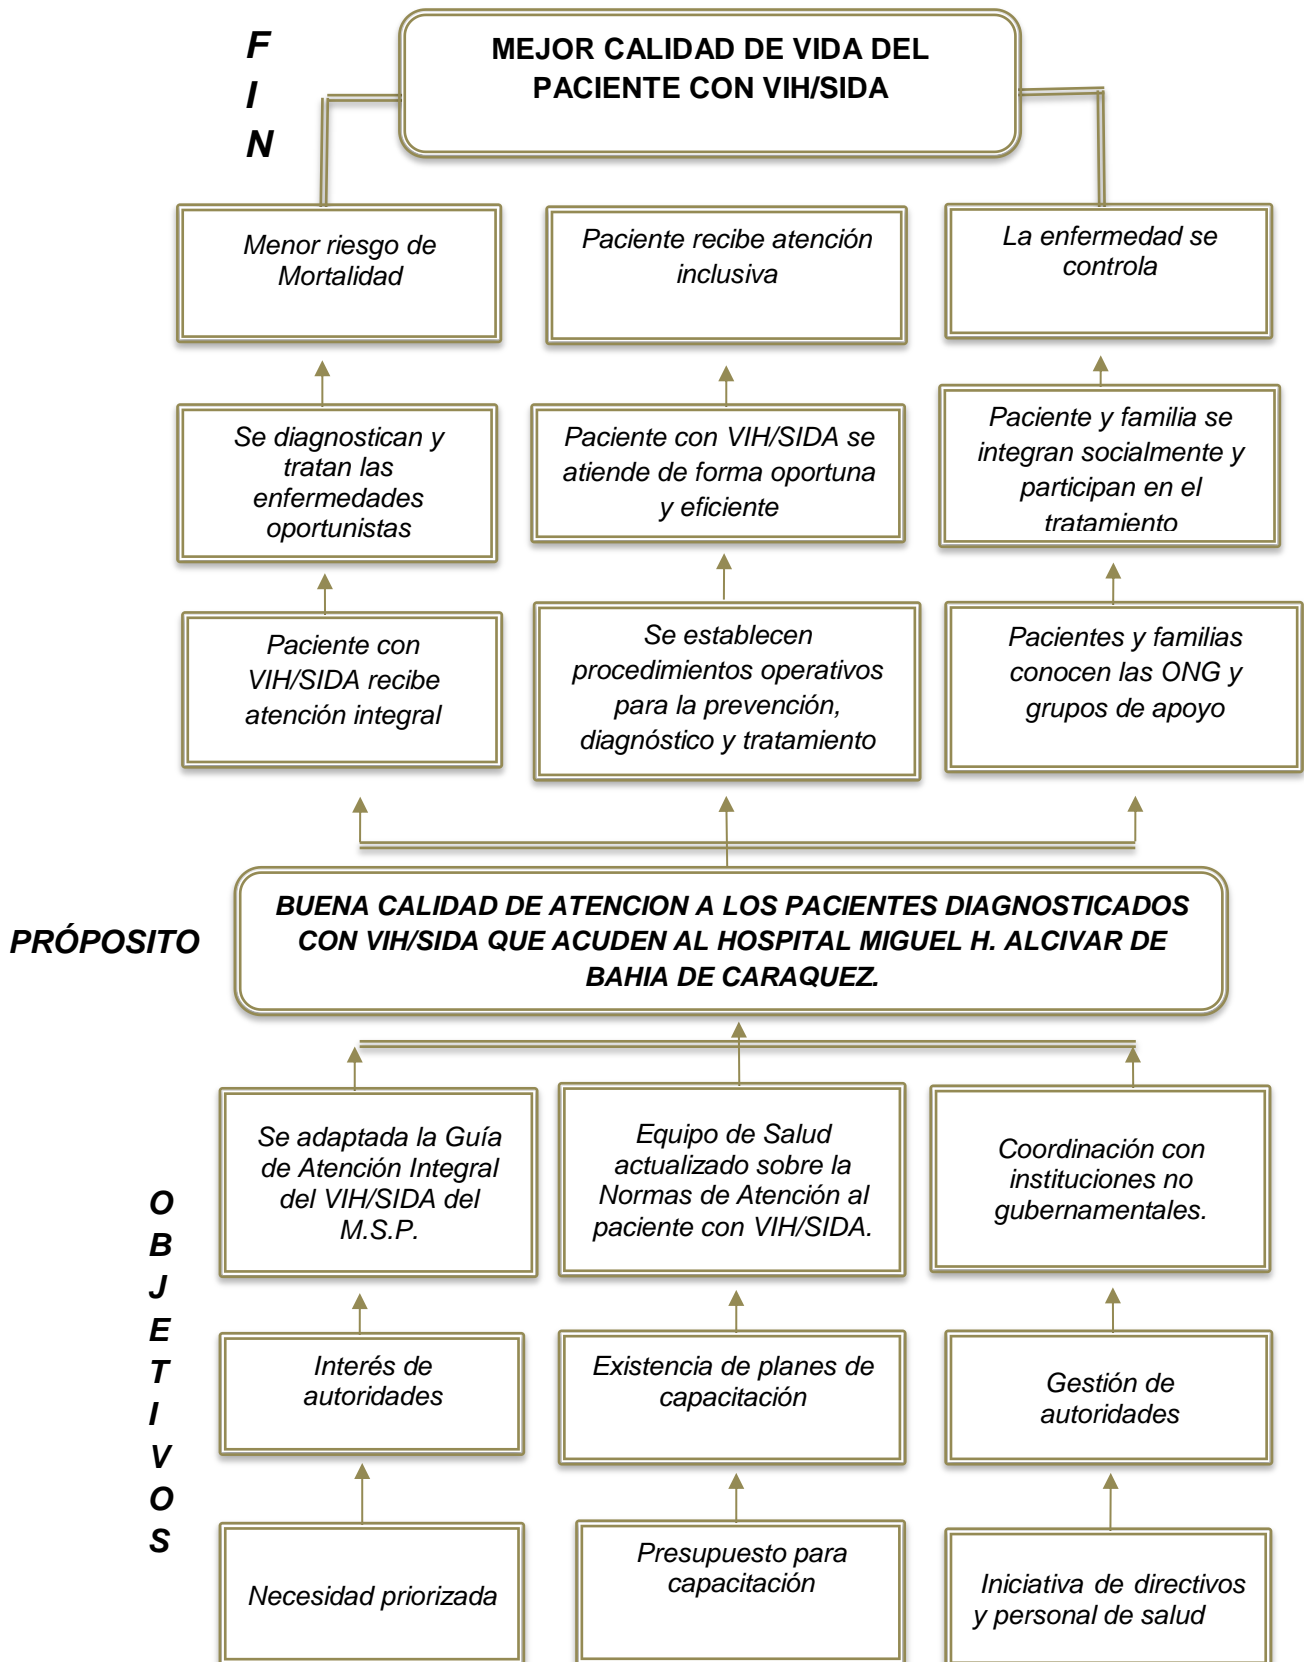 F
I
N
MEJOR CALIDAD DE VIDA DEL
PACIENTE CON VIH/SIDA
Menor riesgo de
Mortalidad
Paciente recibe atención
inclusiva
La enfermedad se
controla
Se diagnostican y
tratan las
enfermedades
oportunistas
Paciente con VIH/SIDA se
atiende de forma oportuna
y eficiente
Paciente y familia se
integran socialmente y
participan en el
tratamiento
Paciente con
VIH/SIDA recibe
atención integral
Se establecen
procedimientos operativos
para la prevención,
diagnóstico y tratamiento
Pacientes y familias
conocen las ONG y
grupos de apoyo
PRÓPOSITO
BUENA CALIDAD DE ATENCION A LOS PACIENTES DIAGNOSTICADOS
CON VIH/SIDA QUE ACUDEN AL HOSPITAL MIGUEL H. ALCIVAR DE
BAHIA DE CARAQUEZ.
O
B
J
E
T
I
V
O
S
Se adaptada la Guía
de Atención Integral
del VIH/SIDA del
M.S.P.
Equipo de Salud
actualizado sobre la
Normas de Atención al
paciente con VIH/SIDA.
Coordinación con
instituciones no
gubernamentales.
Interés de
autoridades
Existencia de planes de
capacitación
Gestión de
autoridades
Necesidad priorizada
Presupuesto para
capacitación
Iniciativa de directivos
y personal de salud